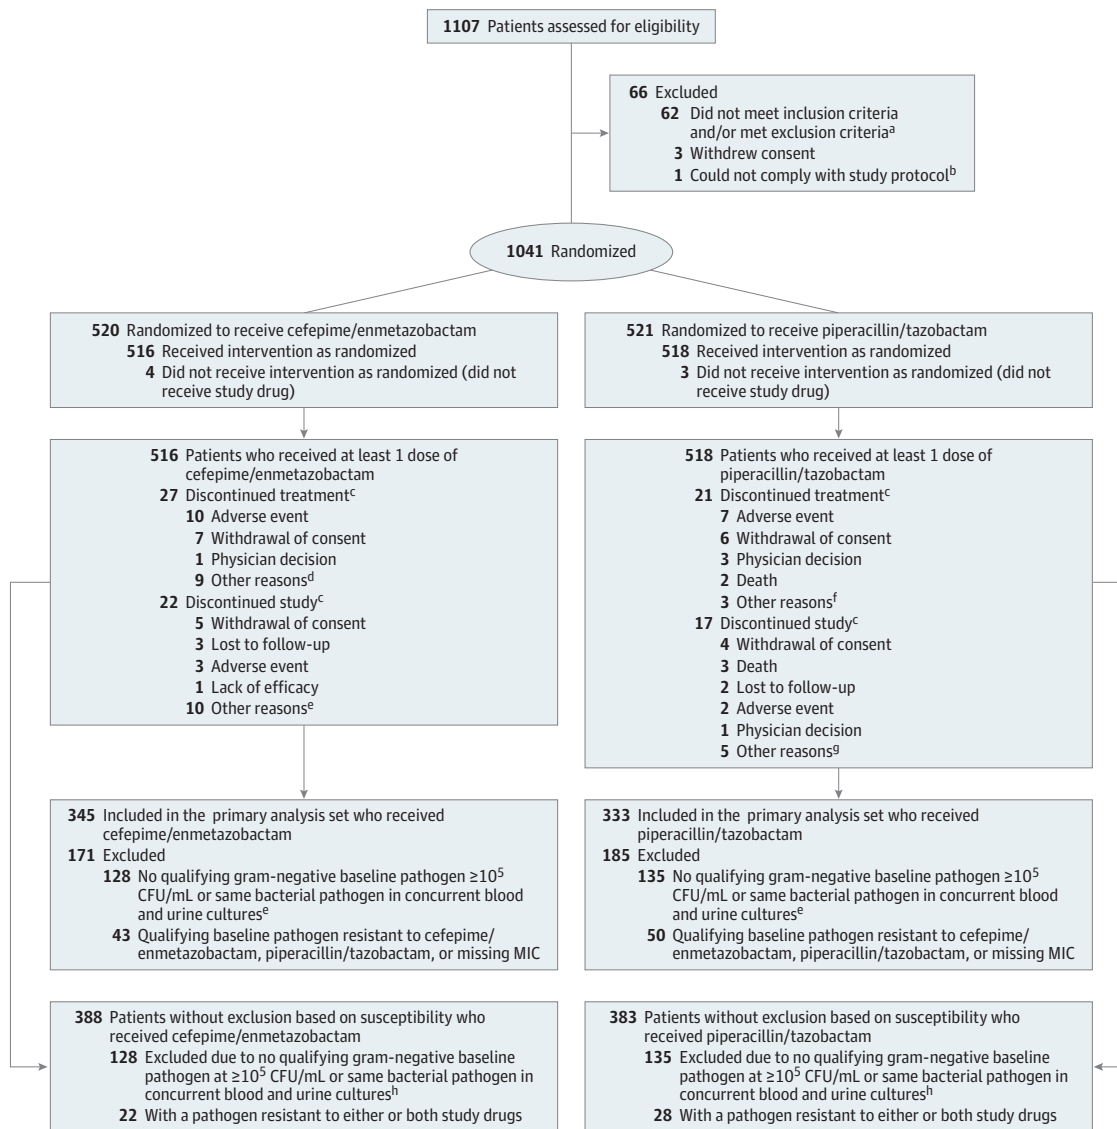 1107 Patients assessed for eligibility
66 Excluded
62 Did not meet inclusion criteria
and/or met exclusion criteriaᵃ
3 Withdrew consent
1 Could not comply with study protocolᵇ
1041 Randomized
520 Randomized to receive cefepime/enmetazobactam
516 Received intervention as randomized
4 Did not receive intervention as randomized (did not
receive study drug)
521 Randomized to receive piperacillin/tazobactam
518 Received intervention as randomized
3 Did not receive intervention as randomized (did not
receive study drug)
516 Patients who received at least 1 dose of
cefepime/enmetazobactam
27 Discontinued treatmentᶜ
10 Adverse event
7 Withdrawal of consent
1 Physician decision
9 Other reasonsᵈ
22 Discontinued studyᶜ
5 Withdrawal of consent
3 Lost to follow-up
3 Adverse event
1 Lack of efficacy
10 Other reasonsᵉ
518 Patients who received at least 1 dose of
piperacillin/tazobactam
21 Discontinued treatmentᶜ
7 Adverse event
6 Withdrawal of consent
3 Physician decision
2 Death
3 Other reasonsᶠ
17 Discontinued studyᶜ
4 Withdrawal of consent
3 Death
2 Lost to follow-up
2 Adverse event
1 Physician decision
5 Other reasonsᵍ
345 Included in the primary analysis set who received
cefepime/enmetazobactam
171 Excluded
128 No qualifying gram-negative baseline pathogen ≥10⁵
CFU/mL or same bacterial pathogen in concurrent blood
and urine culturesᵉ
43 Qualifying baseline pathogen resistant to cefepime/
enmetazobactam, piperacillin/tazobactam, or missing MIC
333 Included in the primary analysis set who received
piperacillin/tazobactam
185 Excluded
135 No qualifying gram-negative baseline pathogen ≥10⁵
CFU/mL or same bacterial pathogen in concurrent blood
and urine culturesᵉ
50 Qualifying baseline pathogen resistant to cefepime/
enmetazobactam, piperacillin/tazobactam, or missing MIC
388 Patients without exclusion based on susceptibility who
received cefepime/enmetazobactam
128 Excluded due to no qualifying gram-negative baseline
pathogen at ≥10⁵ CFU/mL or same bacterial pathogen in
concurrent blood and urine culturesʰ
22 With a pathogen resistant to either or both study drugs
383 Patients without exclusion based on susceptibility who
received piperacillin/tazobactam
135 Excluded due to no qualifying gram-negative baseline
pathogen at ≥10⁵ CFU/mL or same bacterial pathogen in
concurrent blood and urine culturesʰ
28 With a pathogen resistant to either or both study drugs